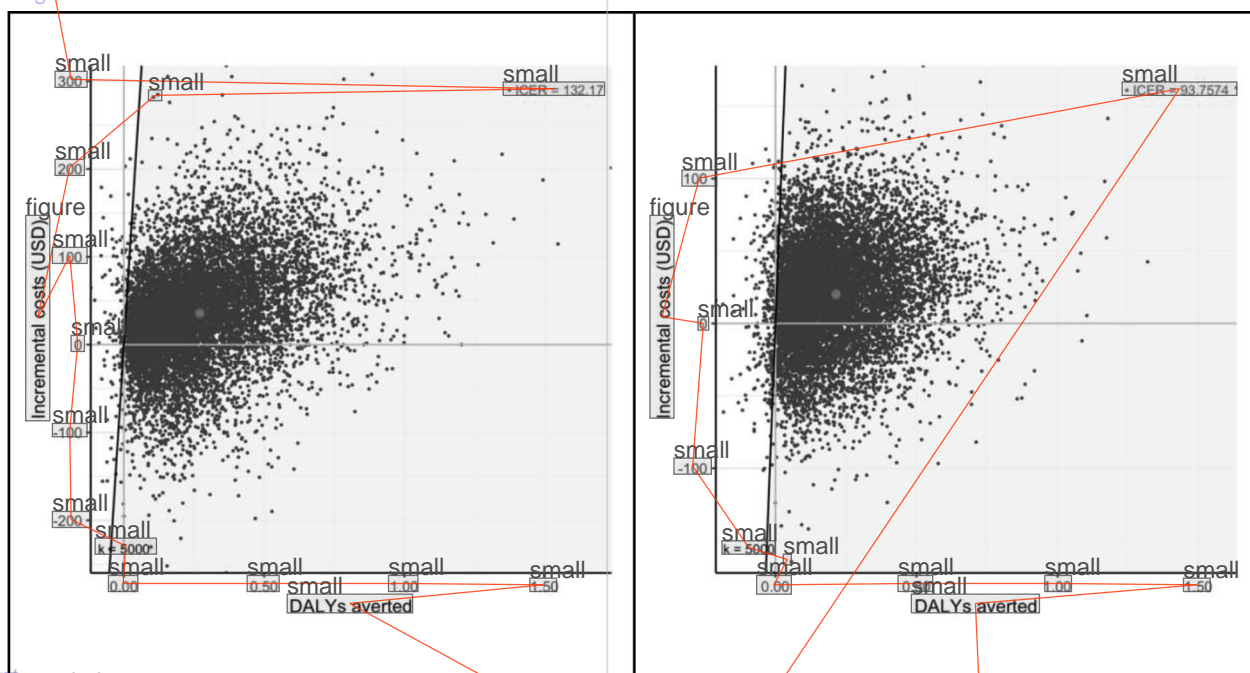 small
300
small
small
• ICER = 132.17
small
200
figure
Incremental costs (USD)
small
100
small
0
small
-100
small
-200
small
k = 5000
small
0.00
small
0.50
small
1.00
small
1.50
small
DALYs averted
small
• ICER = 93.7574
small
100
figure
Incremental costs (USD)
small
0
small
-100
small
k = 5000
small
small
0.00
small
0.50
small
1.00
small
1.50
small
DALYs averted